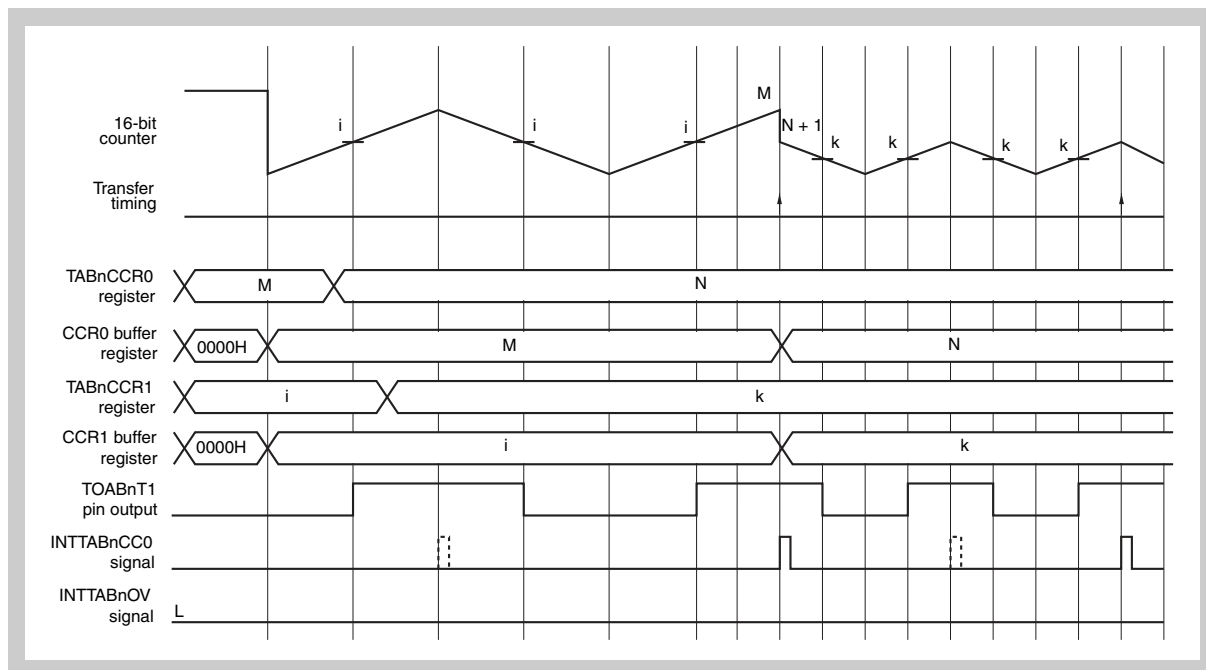 M
16-bit
counter
i
i
i
N + 1
k
k
k
k
Transfer
timing
TABnCCR0
register
M
N
CCR0 buffer
register
0000H
M
N
TABnCCR1
register
i
k
CCR1 buffer
register
0000H
i
k
TOABnT1
pin output
INTTABnCC0
signal
INTTABnOV
signal
L